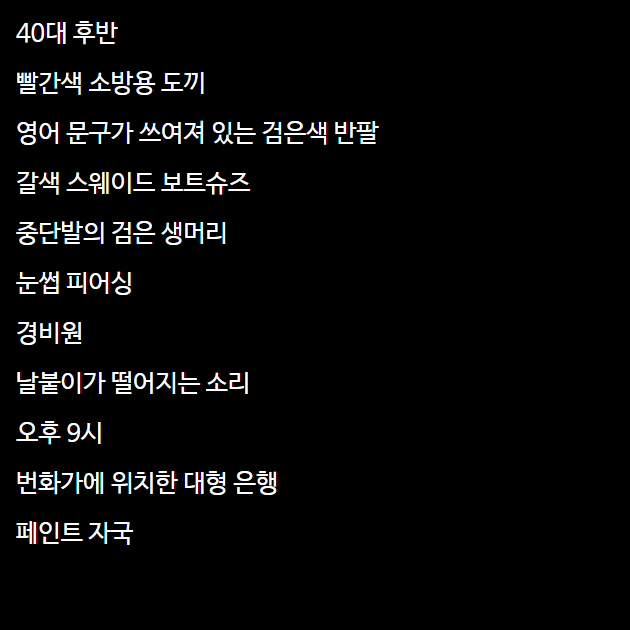 40대 후반
빨간색 소방용 도끼
영어 문구가 쓰여져 있는 검은색 반팔
갈색 스웨이드 보트슈즈
중단발의 검은 생머리
눈썹 피어싱
경비원
날붙이가 떨어지는 소리
오후 9시
번화가에 위치한 대형 은행
페인트 자국